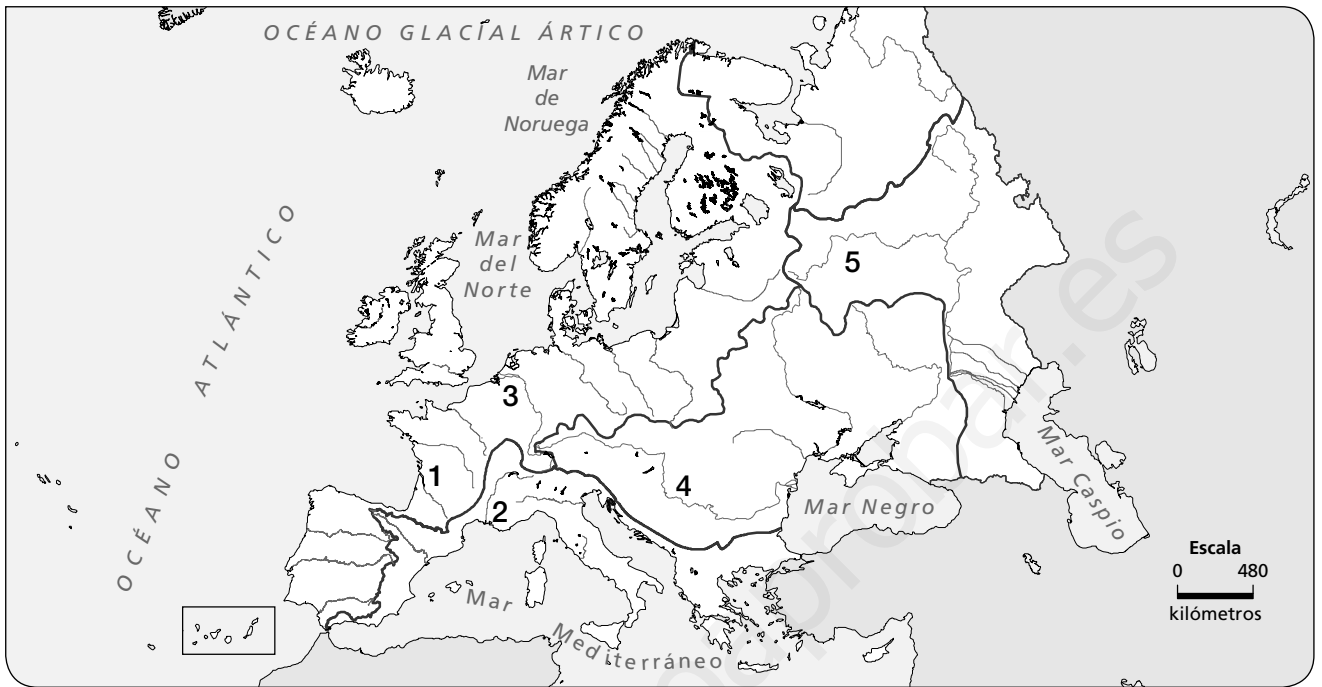 OCÉANO GLACÍAL ÁRTICO
Mar
de
Noruega
OCÉANO ATLÁNTICO
Mar
del
Norte
5
3
1
4
2
Mar Negro
Mar Caspio
Mar
Mediterráneo
Escala
0 480
kilómetros